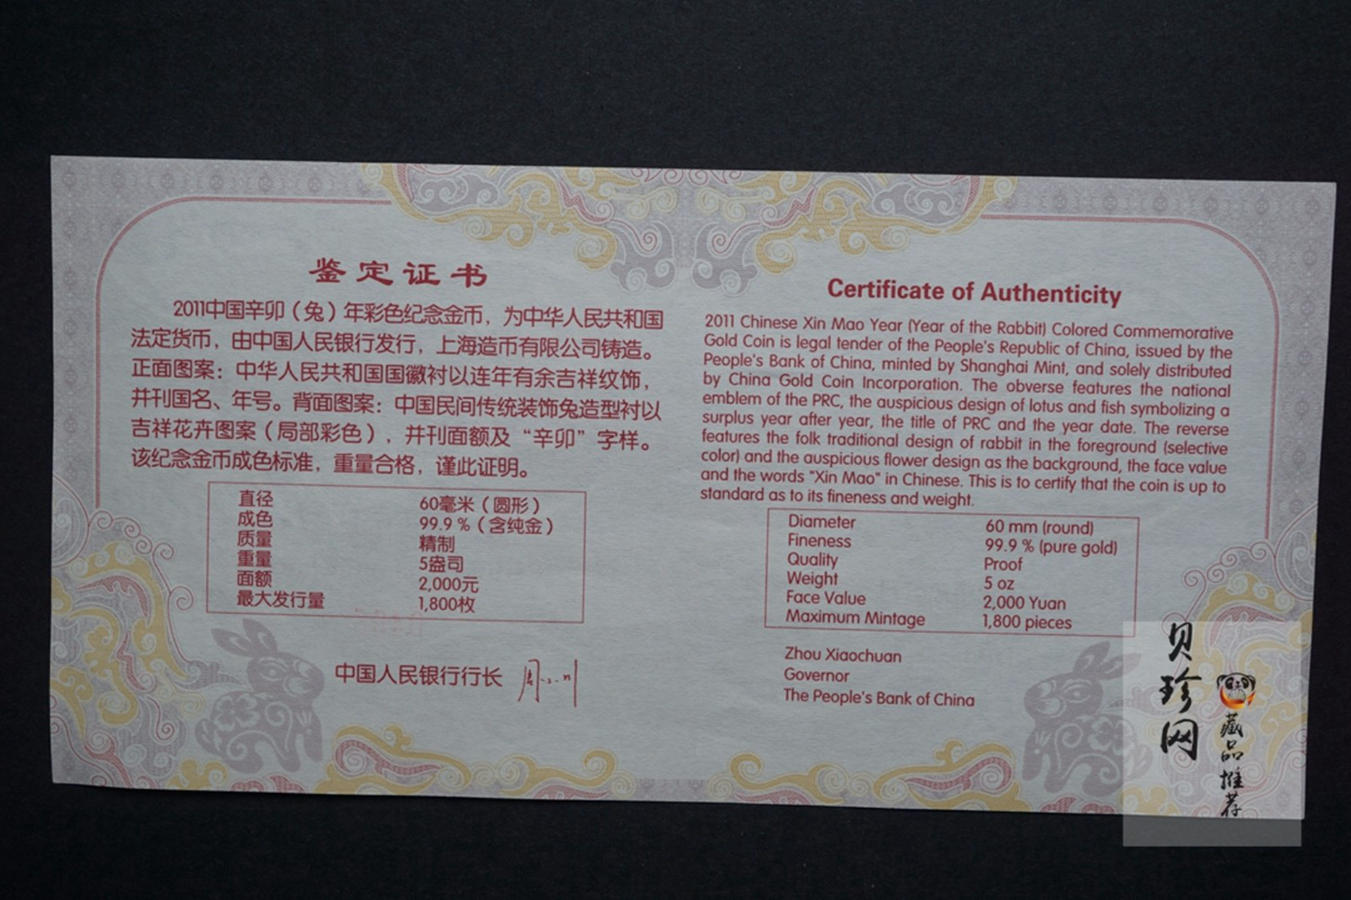 鉴定证书
2011中国辛卯（兔）年彩色纪念金币，为中华人民共和国
法定货币，由中国人民银行发行，上海造币有限公司铸造。
正面图案：中华人民共和国国徽衬以连年有余吉祥纹饰，
并刊国名、年号。背面图案：中国民间传统装饰兔造型衬以
吉祥花卉图案（局部彩色），并刊面额及“辛卯”字样。
该纪念金币成色标准，重量合格，谨此证明。
直径 60毫米（圆形）
成色 99.9％（含纯金）
质量 精制
重量 5盎司
面额 2,000元
最大发行量 1,800枚
中国人民银行行长
Certificate of Authenticity
2011 Chinese Xin Mao Year (Year of the Rabbit) Colored Commemorative
Gold Coin is legal tender of the People's Republic of China, issued by the
People's Bank of China, minted by Shanghai Mint, and solely distributed
by China Gold Coin Incorporation. The obverse features the national
emblem of the PRC, the auspicious design of lotus and fish symbolizing a
surplus year after year, the title of PRC and the year date. The reverse
features the folk traditional design of rabbit in the foreground (selective
color) and the auspicious flower design as the background, the face value
and the words "Xin Mao" in Chinese. This is to certify that the coin is up to
standard as to its fineness and weight.
Diameter 60 mm (round)
Fineness 99.9 % (pure gold)
Quality Proof
Weight 5 oz
Face Value 2,000 Yuan
Maximum Mintage 1,800 pieces
Zhou Xiaochuan
Governor
The People's Bank of China
贝珍网
藏品推荐